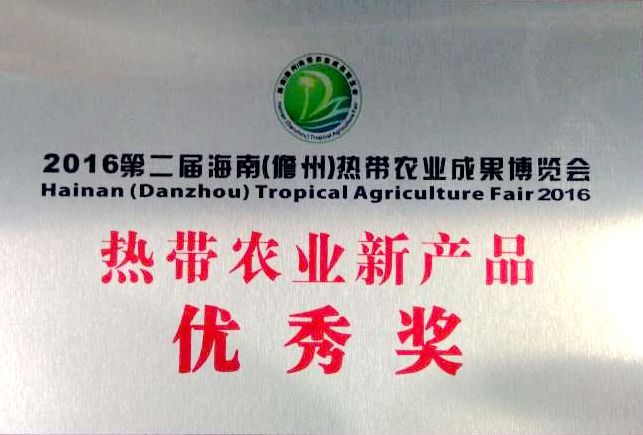 2016第二届海南(儋州)热带农业成果博览会
Hainan (Danzhou) Tropical Agriculture Fair 2016
热带农业新产品
优秀奖